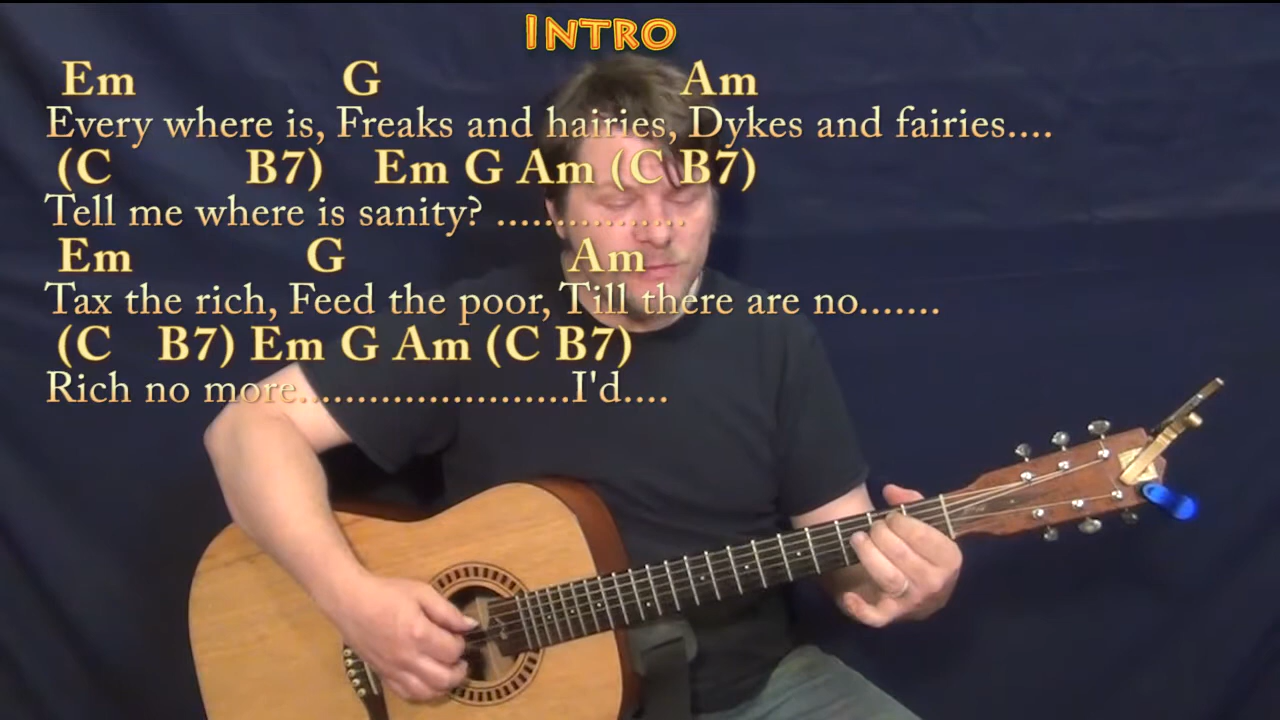 Intro
Em G Am
Every where is, Freaks and hairies, Dykes and fairies....
(C B7) Em G Am (C B7)
Tell me where is sanity? ................
Em G Am
Tax the rich, Feed the poor, Till there are no.......
(C B7) Em G Am (C B7)
Rich no more.......................I'd....